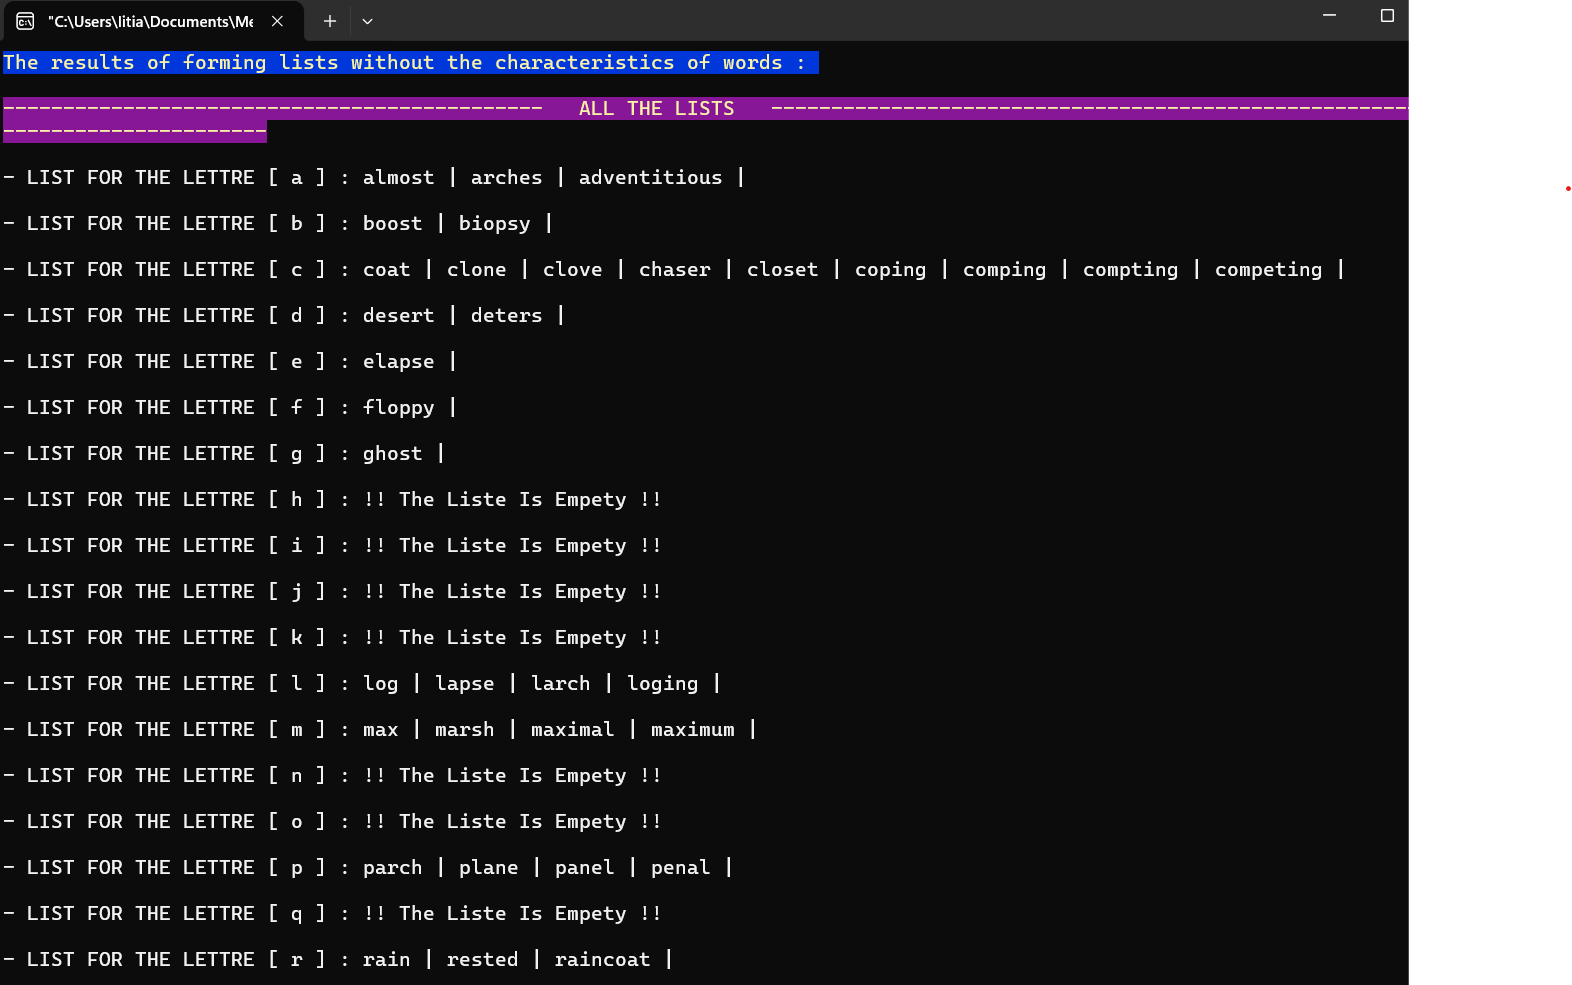 "C:\Users\litia\Documents\Me
The results of forming lists without the characteristics of words :
--------------------------------------------- ALL THE LISTS -----------------------------------------------------
----------------------
- LIST FOR THE LETTRE [ a ] : almost | arches | adventitious |
- LIST FOR THE LETTRE [ b ] : boost | biopsy |
- LIST FOR THE LETTRE [ c ] : coat | clone | clove | chaser | closet | coping | comping | compting | competing |
- LIST FOR THE LETTRE [ d ] : desert | deters |
- LIST FOR THE LETTRE [ e ] : elapse |
- LIST FOR THE LETTRE [ f ] : floppy |
- LIST FOR THE LETTRE [ g ] : ghost |
- LIST FOR THE LETTRE [ h ] : !! The Liste Is Empety !!
- LIST FOR THE LETTRE [ i ] : !! The Liste Is Empety !!
- LIST FOR THE LETTRE [ j ] : !! The Liste Is Empety !!
- LIST FOR THE LETTRE [ k ] : !! The Liste Is Empety !!
- LIST FOR THE LETTRE [ l ] : log | lapse | larch | loging |
- LIST FOR THE LETTRE [ m ] : max | marsh | maximal | maximum |
- LIST FOR THE LETTRE [ n ] : !! The Liste Is Empety !!
- LIST FOR THE LETTRE [ o ] : !! The Liste Is Empety !!
- LIST FOR THE LETTRE [ p ] : parch | plane | panel | penal |
- LIST FOR THE LETTRE [ q ] : !! The Liste Is Empety !!
- LIST FOR THE LETTRE [ r ] : rain | rested | raincoat |